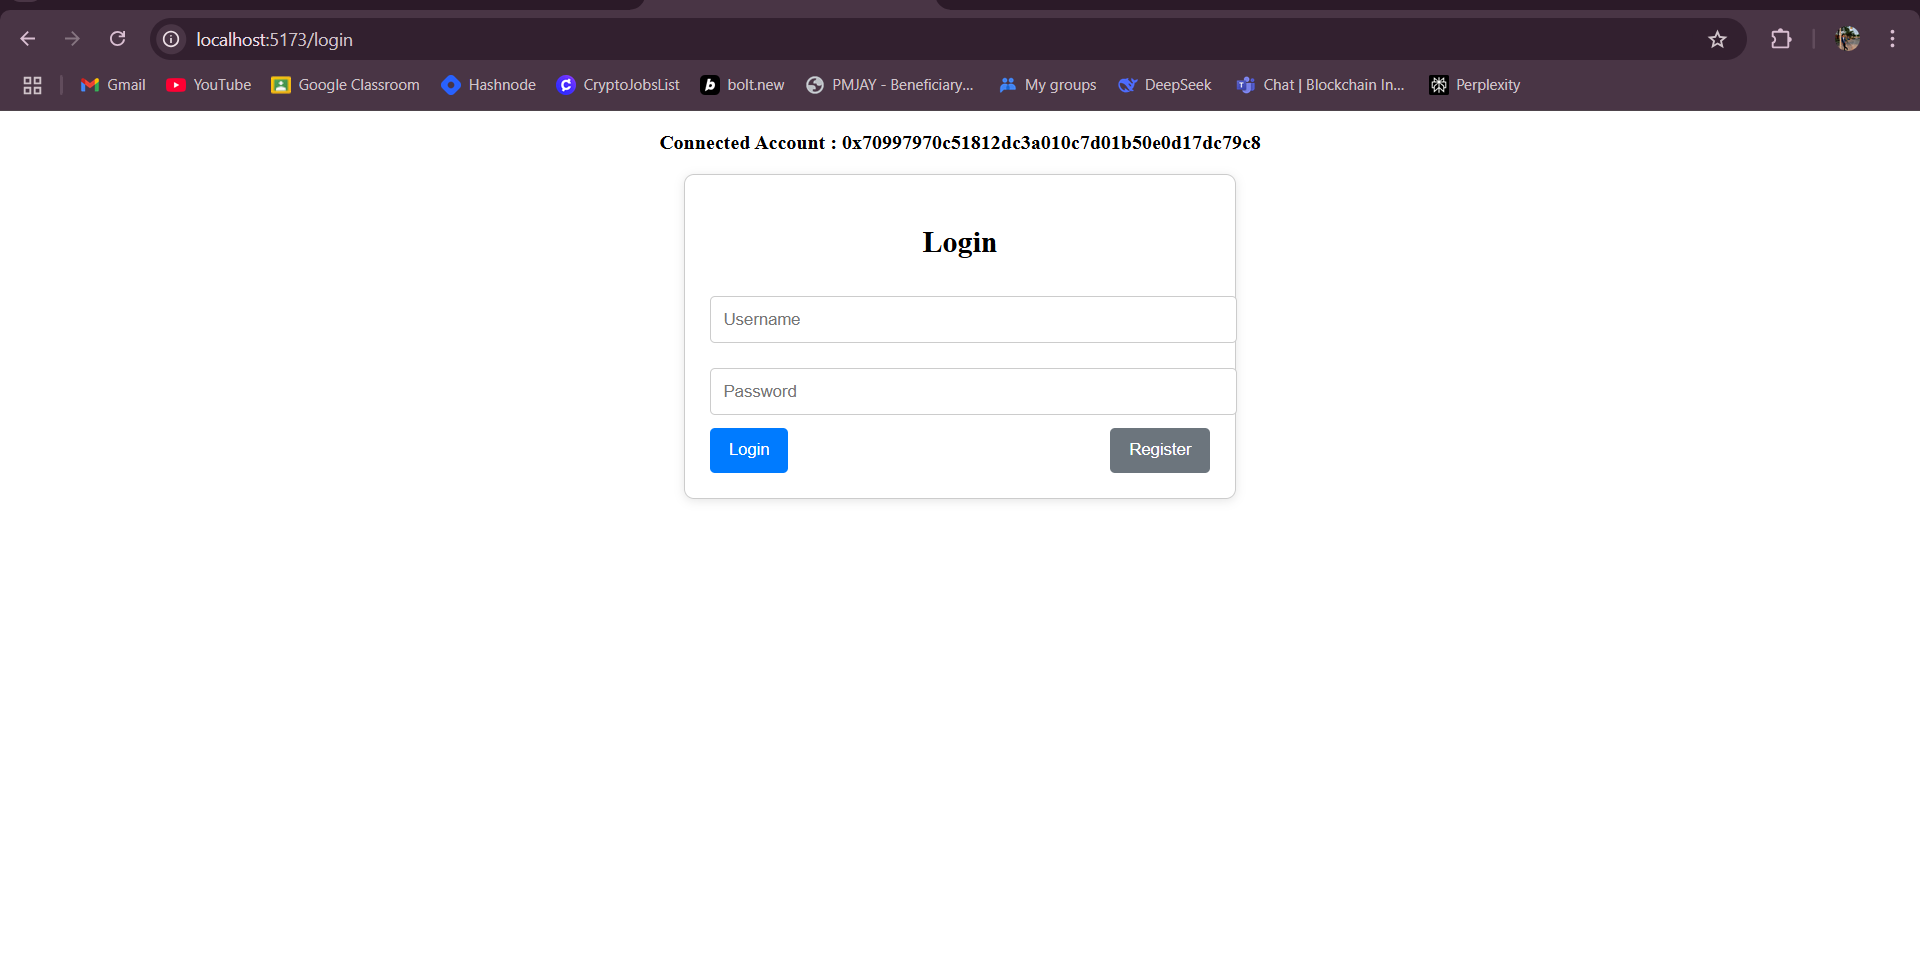 localhost:5173/login
Gmail YouTube Google Classroom Hashnode CryptoJobsList bolt.new PMJAY - Beneficiary... My groups DeepSeek Chat | Blockchain In... Perplexity
Connected Account : 0x70997970c51812dc3a010c7d01b50e0d17dc79c8
Login
Username
Password
Login Register